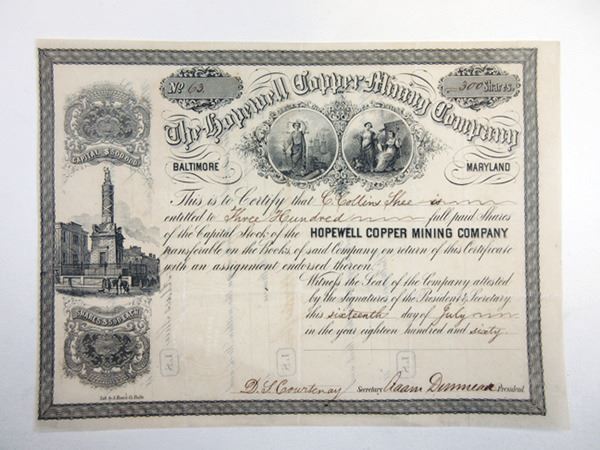 No 63.
300 Shares.
The Hopewell Copper Mining Company
BALTIMORE
MARYLAND
This is to Certify that C. Collins Shee is
entitled to Three Hundred full paid Shares
of the Capital Stock of the HOPEWELL COPPER MINING COMPANY
transferable on the Books of said Company on return of this Certificate
with an assignment endorsed thereon.
Witness the Seal of the Company attested
by the Signatures of the President & Secretary
this sixteenth day of July
in the year eighteen hundred and sixty.
D. S. Courtenay Secretary Adam Denmead President
CAPITAL
SHARES EACH
L.S.
L.S.